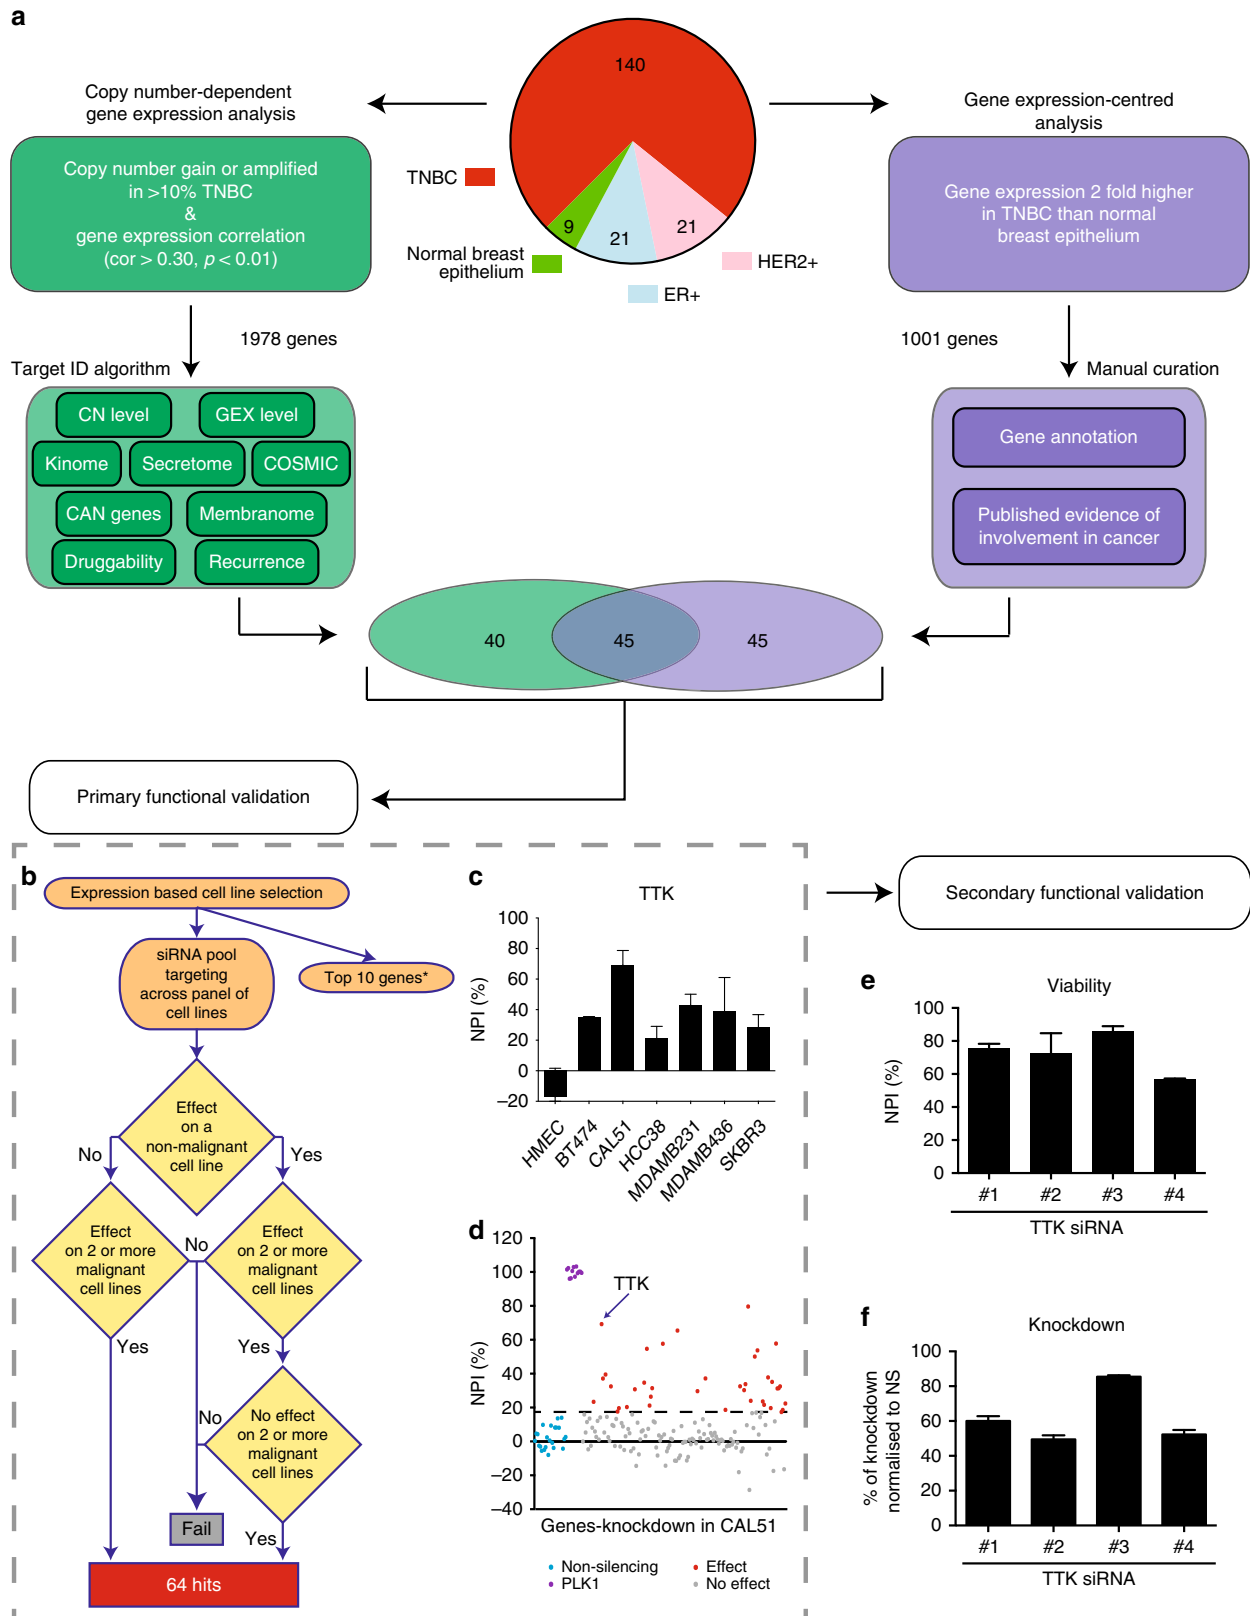 a
140
Copy number-dependent
gene expression analysis
Gene expression-centred
analysis
Copy number gain or amplified
in >10% TNBC
&
gene expression correlation
(cor > 0.30, p < 0.01)
TNBC
9
21
21
Normal breast
epithelium
HER2+
ER+
Gene expression 2 fold higher
in TNBC than normal
breast epithelium
1978 genes
1001 genes
Target ID algorithm
Manual curation
CN level
GEX level
Kinome
Secretome
COSMIC
CAN genes
Membranome
Druggability
Recurrence
Gene annotation
Published evidence of
involvement in cancer
40
45
45
Primary functional validation
Secondary functional validation
b
Expression based cell line selection
siRNA pool
targeting
across panel of
cell lines
Top 10 genes*
Effect
on a
non-malignant
cell line
No
Yes
Effect
on 2 or more
malignant
cell lines
No
Effect
on 2 or more
malignant
cell lines
Yes
Yes
No
No effect
on 2 or more
malignant
cell lines
Fail
Yes
64 hits
c
TTK
NPI (%)
100
80
60
40
20
0
–20
HMEC
BT474
CAL51
HCC38
MDAMB231
MDAMB436
SKBR3
d
NPI (%)
120
100
80
60
40
20
0
–20
–40
TTK
Genes-knockdown in CAL51
Non-silencing
Effect
PLK1
No effect
e
Viability
NPI (%)
100
80
60
40
20
0
#1
#2
#3
#4
TTK siRNA
f
Knockdown
% of knockdown
normalised to NS
100
80
60
40
20
0
#1
#2
#3
#4
TTK siRNA